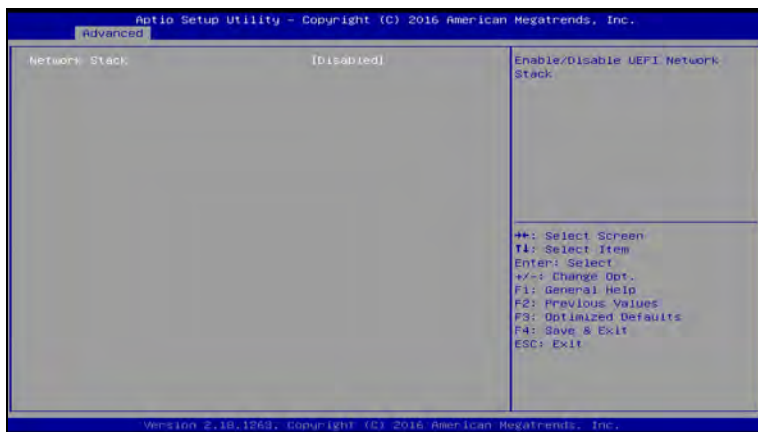 Aptio Setup Utility – Copyright (C) 2016 American Megatrends, Inc.
Advanced
Network Stack [Disabled]
Enable/Disable UEFI Network
Stack
→←: Select Screen
↑↓: Select Item
Enter: Select
+/-: Change Opt.
F1: General Help
F2: Previous Values
F3: Optimized Defaults
F4: Save & Exit
ESC: Exit
Version 2.18.1263. Copyright (C) 2016 American Megatrends, Inc.